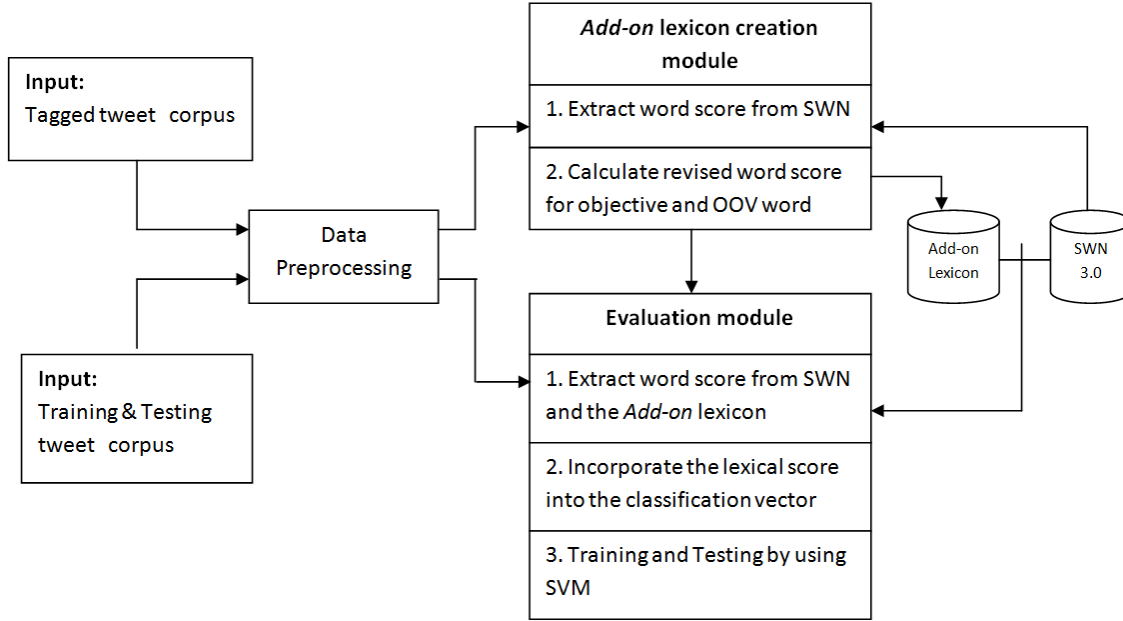 Input:
Tagged tweet corpus
Input:
Training & Testing
tweet corpus
Data
Preprocessing
Add-on lexicon creation
module
1. Extract word score from SWN
2. Calculate revised word score
for objective and OOV word
Evaluation module
1. Extract word score from SWN
and the Add-on lexicon
2. Incorporate the lexical score
into the classification vector
3. Training and Testing by using
SVM
Add-on
Lexicon
SWN
3.0